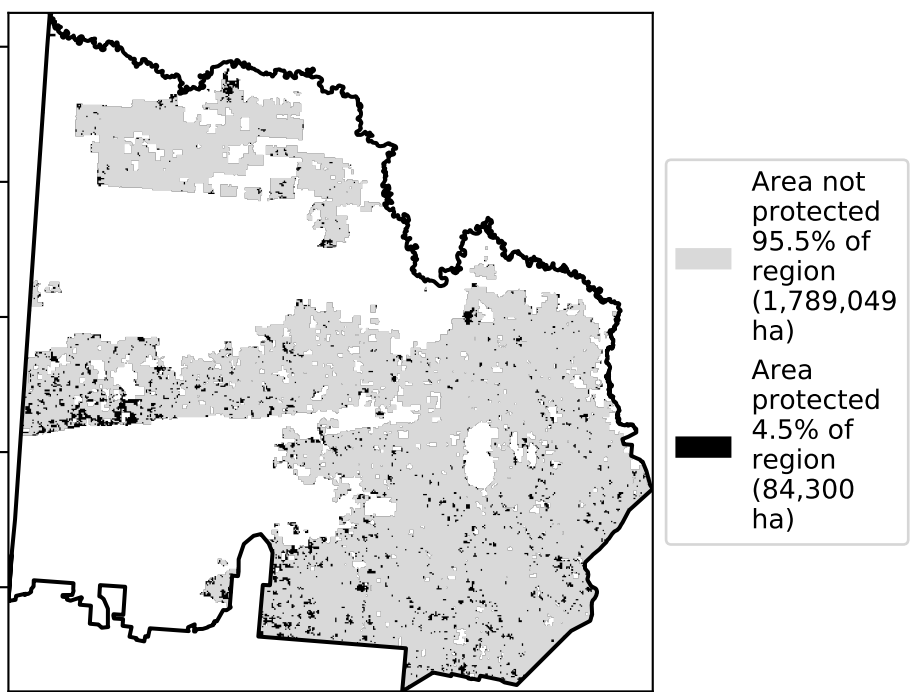 Area not
protected
95.5% of
region
(1,789,049
ha)
Area
protected
4.5% of
region
(84,300
ha)